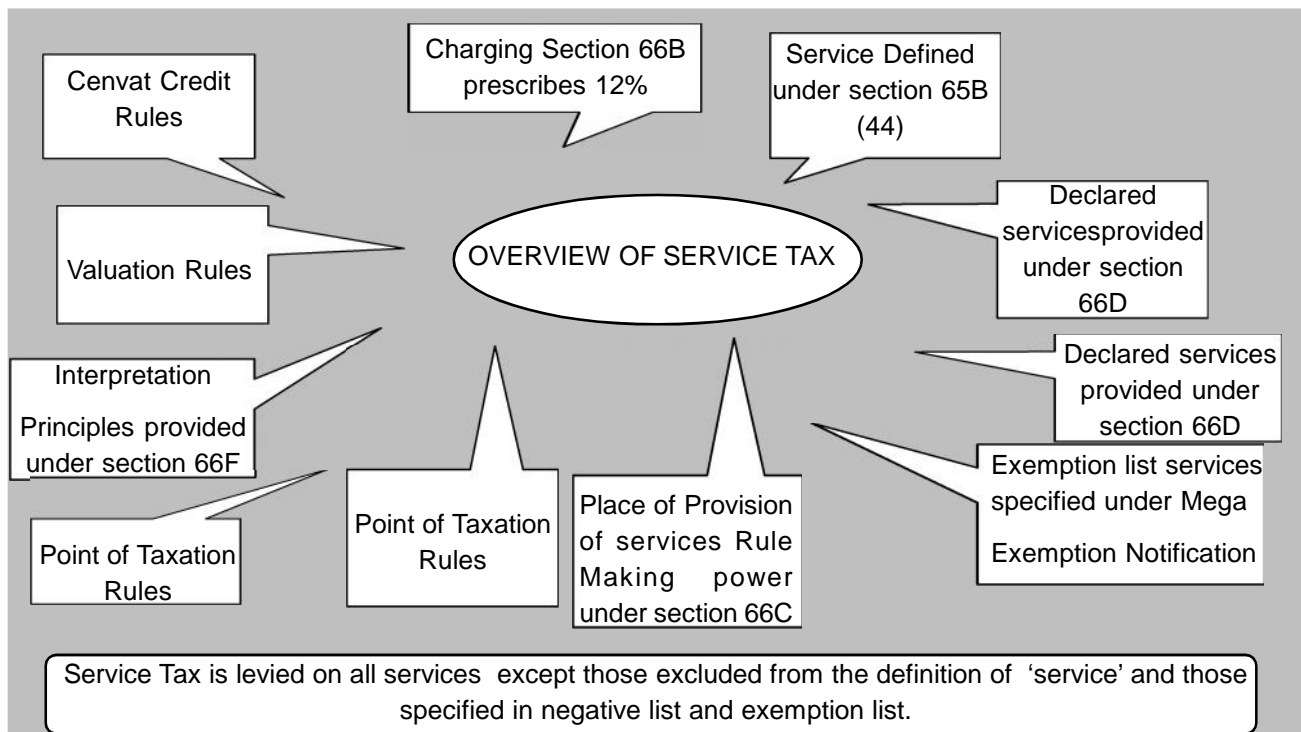 Charging Section 66B
prescribes 12%
Service Defined
under section 65B
(44)
Cenvat Credit
Rules
Declared
servicesprovided
under section
66D
OVERVIEW OF SERVICE TAX
Valuation Rules
Declared services
provided under
section 66D
Interpretation
Principles provided
under section 66F
Exemption list services
specified under Mega
Exemption Notification
Point of Taxation
Rules
Point of Taxation
Rules
Place of Provision
of services Rule
Making power
under section 66C
Service Tax is levied on all services except those excluded from the definition of ‘service’ and those
specified in negative list and exemption list.